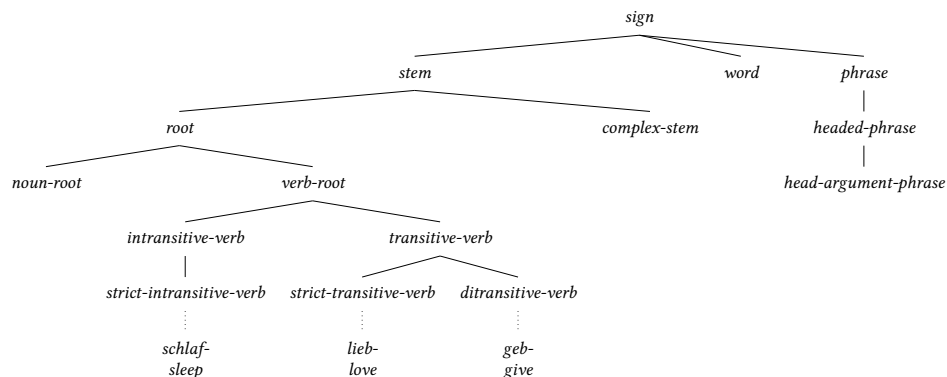 sign
stem word phrase
root complex-stem headed-phrase
noun-root verb-root head-argument-phrase
intransitive-verb transitive-verb
strict-intransitive-verb strict-transitive-verb ditransitive-verb
schlaf- lieb- geb-
sleep love give